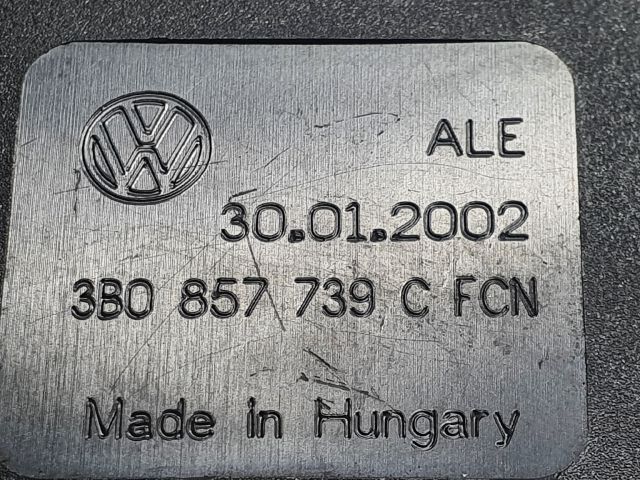 ALE
30.01.2002
3B0 857 739 C FCN
Made in Hungary